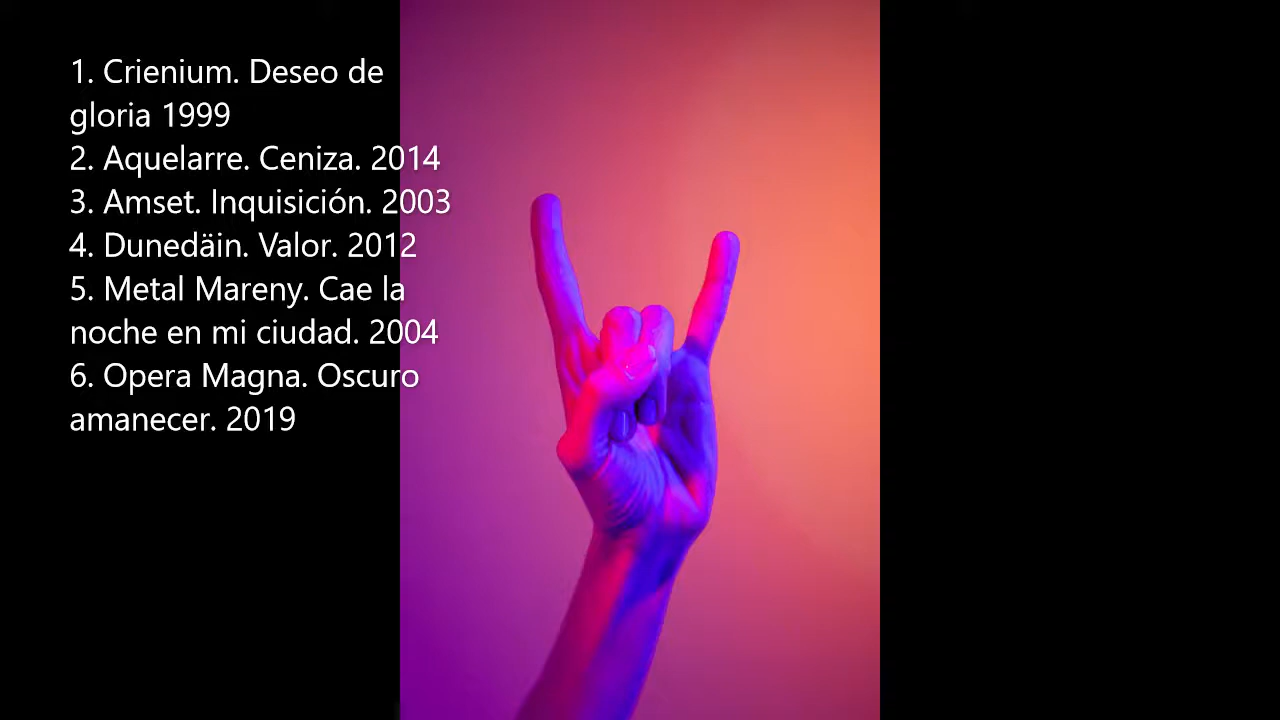 1. Crienium. Deseo de
gloria 1999
2. Aquelarre. Ceniza. 2014
3. Amset. Inquisición. 2003
4. Dunedäin. Valor. 2012
5. Metal Mareny. Cae la
noche en mi ciudad. 2004
6. Opera Magna. Oscuro
amanecer. 2019